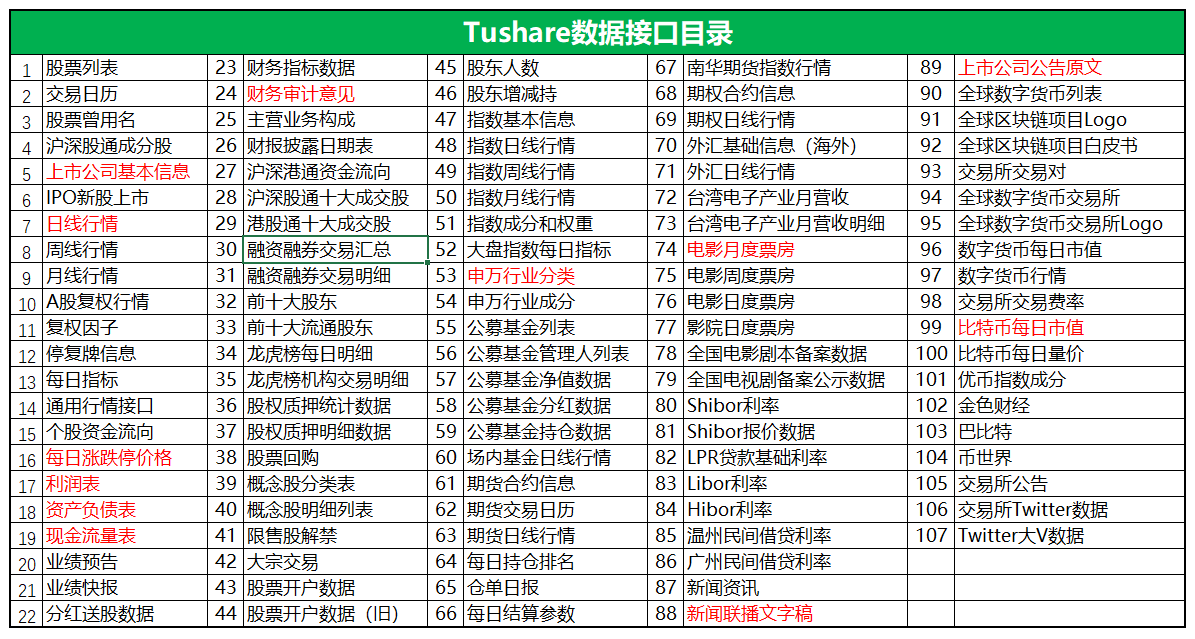 Tushare数据接口目录
1 股票列表 23 财务指标数据 45 股东人数 67 南华期货指数行情 89 上市公司公告原文
2 交易日历 24 财务审计意见 46 股东增减持 68 期权合约信息 90 全球数字货币列表
3 股票曾用名 25 主营业务构成 47 指数基本信息 69 期权日线行情 91 全球区块链项目Logo
4 沪深股通成分股 26 财报披露日期表 48 指数日线行情 70 外汇基础信息（海外） 92 全球区块链项目白皮书
5 上市公司基本信息 27 沪深港通资金流向 49 指数周线行情 71 外汇日线行情 93 交易所交易对
6 IPO新股上市 28 沪深股通十大成交股 50 指数月线行情 72 台湾电子产业月营收 94 全球数字货币交易所
7 日线行情 29 港股通十大成交股 51 指数成分和权重 73 台湾电子产业月营收明细 95 全球数字货币交易所Logo
8 周线行情 30 融资融券交易汇总 52 大盘指数每日指标 74 电影月度票房 96 数字货币每日市值
9 月线行情 31 融资融券交易明细 53 申万行业分类 75 电影周度票房 97 数字货币行情
10 A股复权行情 32 前十大股东 54 申万行业成分 76 电影日度票房 98 交易所交易费率
11 复权因子 33 前十大流通股东 55 公募基金列表 77 影院日度票房 99 比特币每日市值
12 停复牌信息 34 龙虎榜每日明细 56 公募基金管理人列表 78 全国电影剧本备案数据 100 比特币每日量价
13 每日指标 35 龙虎榜机构交易明细 57 公募基金净值数据 79 全国电视剧备案公示数据 101 优币指数成分
14 通用行情接口 36 股权质押统计数据 58 公募基金分红数据 80 Shibor利率 102 金色财经
15 个股资金流向 37 股权质押明细数据 59 公募基金持仓数据 81 Shibor报价数据 103 巴比特
16 每日涨跌停价格 38 股票回购 60 场内基金日线行情 82 LPR贷款基础利率 104 币世界
17 利润表 39 概念股分类表 61 期货合约信息 83 Libor利率 105 交易所公告
18 资产负债表 40 概念股明细列表 62 期货交易日历 84 Hibor利率 106 交易所Twitter数据
19 现金流量表 41 限售股解禁 63 期货日线行情 85 温州民间借贷利率 107 Twitter大V数据
20 业绩预告 42 大宗交易 64 每日持仓排名 86 广州民间借贷利率
21 业绩快报 43 股票开户数据 65 仓单日报 87 新闻资讯
22 分红送股数据 44 股票开户数据（旧） 66 每日结算参数 88 新闻联播文字稿